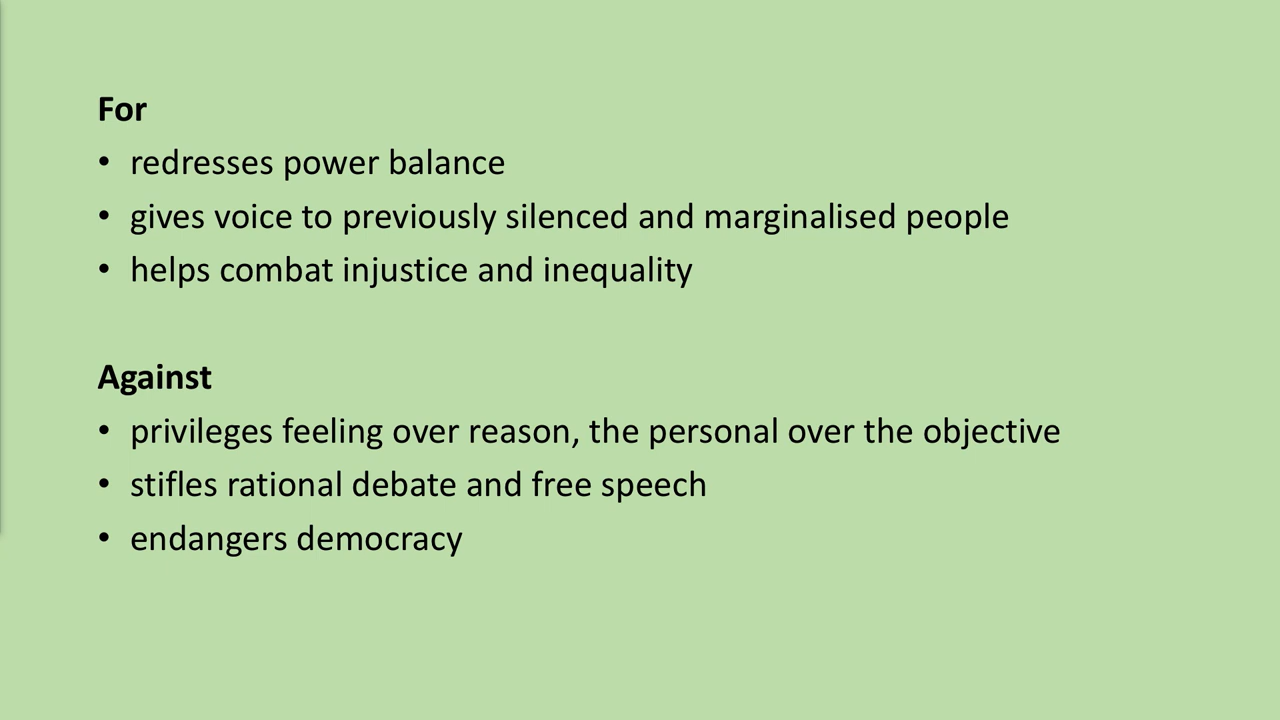 For
• redresses power balance
• gives voice to previously silenced and marginalised people
• helps combat injustice and inequality
Against
• privileges feeling over reason, the personal over the objective
• stifles rational debate and free speech
• endangers democracy